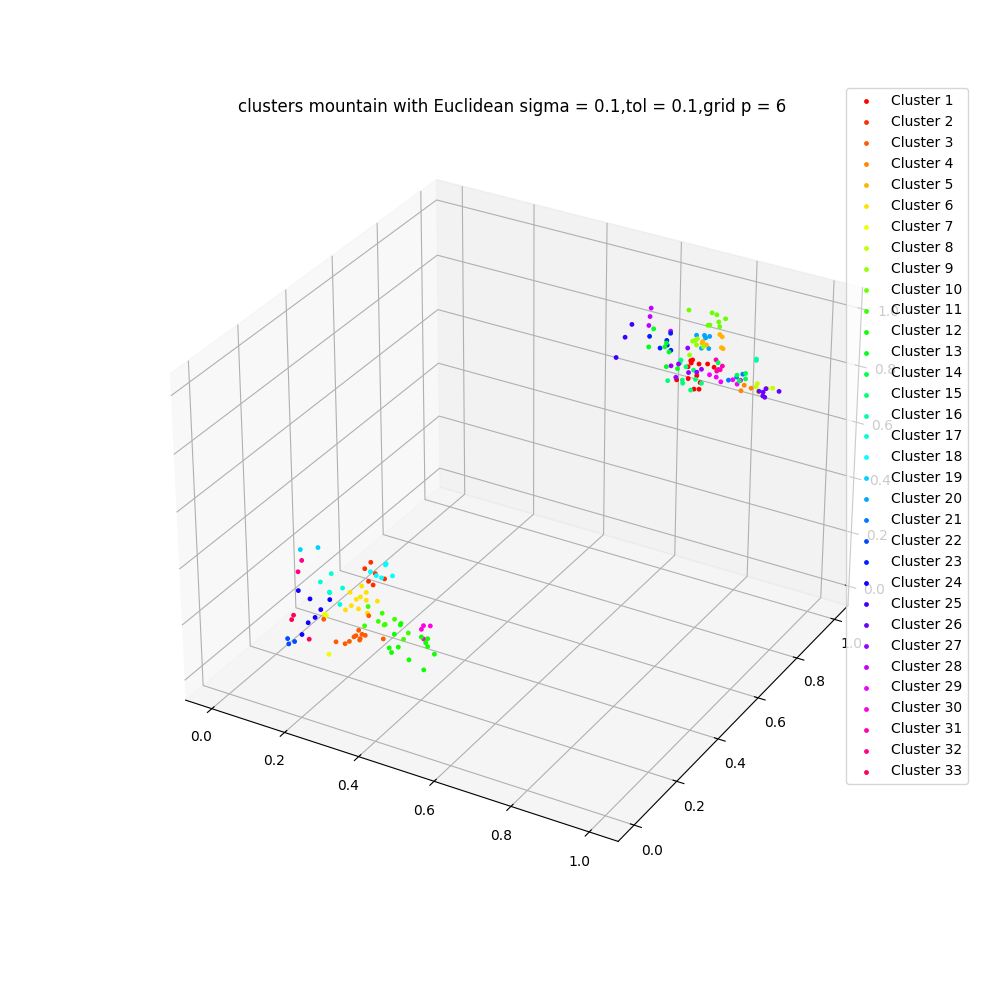 clusters mountain with Euclidean sigma = 0.1,tol = 0.1,grid p = 6
Cluster 1
Cluster 2
Cluster 3
Cluster 4
Cluster 5
Cluster 6
Cluster 7
Cluster 8
Cluster 9
Cluster 10
Cluster 11
Cluster 12
Cluster 13
Cluster 14
Cluster 15
Cluster 16
Cluster 17
Cluster 18
Cluster 19
Cluster 20
Cluster 21
Cluster 22
Cluster 23
Cluster 24
Cluster 25
Cluster 26
Cluster 27
Cluster 28
Cluster 29
Cluster 30
Cluster 31
Cluster 32
Cluster 33
1.0
0.8
0.6
0.4
0.2
0.0
1.0
0.8
0.6
0.4
0.2
0.0
0.0
0.2
0.4
0.6
0.8
1.0